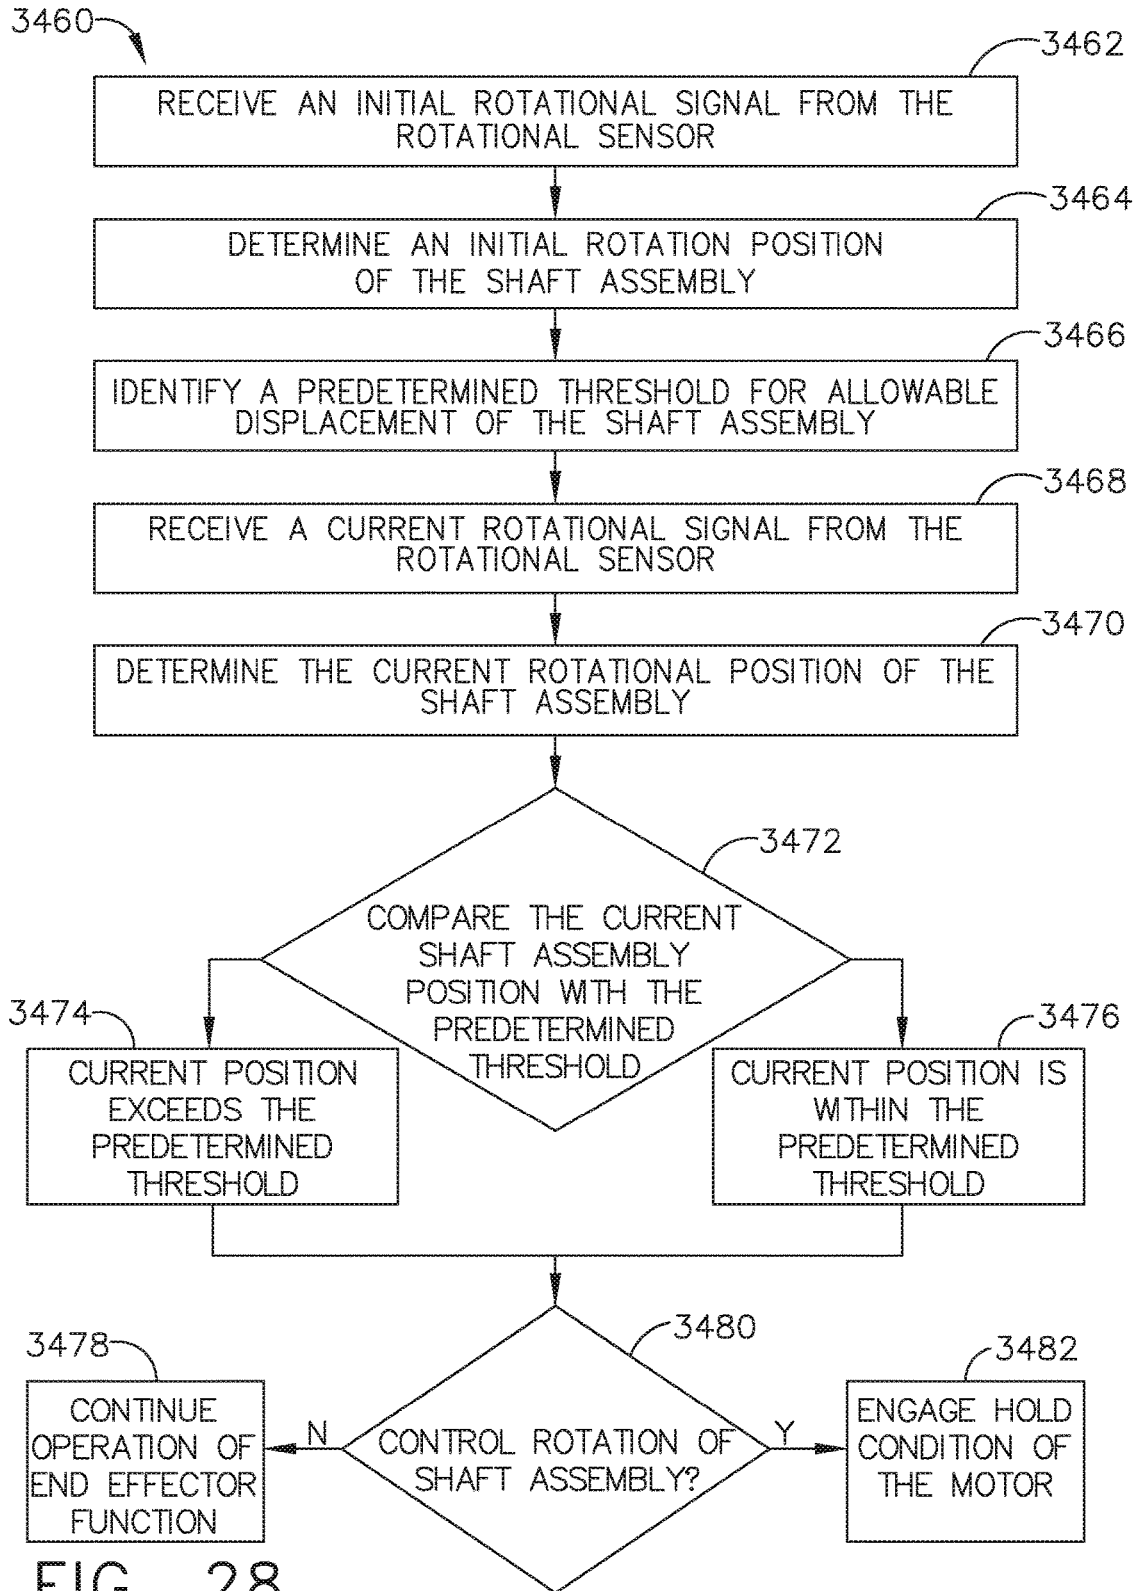 3460
3462
RECEIVE AN INITIAL ROTATIONAL SIGNAL FROM THE
ROTATIONAL SENSOR
3464
DETERMINE AN INITIAL ROTATION POSITION
OF THE SHAFT ASSEMBLY
3466
IDENTIFY A PREDETERMINED THRESHOLD FOR ALLOWABLE
DISPLACEMENT OF THE SHAFT ASSEMBLY
3468
RECEIVE A CURRENT ROTATIONAL SIGNAL FROM THE
ROTATIONAL SENSOR
3470
DETERMINE THE CURRENT ROTATIONAL POSITION OF THE
SHAFT ASSEMBLY
3472
COMPARE THE CURRENT
SHAFT ASSEMBLY
POSITION WITH THE
PREDETERMINED
THRESHOLD
3474
CURRENT POSITION
EXCEEDS THE
PREDETERMINED
THRESHOLD
3476
CURRENT POSITION IS
WITHIN THE
PREDETERMINED
THRESHOLD
3480
CONTROL ROTATION OF
SHAFT ASSEMBLY?
N
Y
3478
CONTINUE
OPERATION OF
END EFFECTOR
FUNCTION
3482
ENGAGE HOLD
CONDITION OF
THE MOTOR
FIG. 28